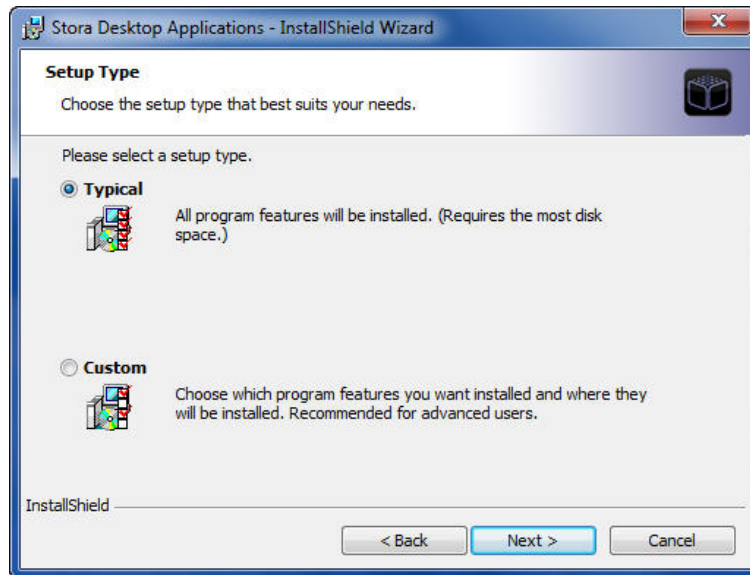 Stora Desktop Applications - InstallShield Wizard
Setup Type
Choose the setup type that best suits your needs.
Please select a setup type.
Typical
All program features will be installed. (Requires the most disk
space.)
Custom
Choose which program features you want installed and where they
will be installed. Recommended for advanced users.
InstallShield
< Back
Next >
Cancel